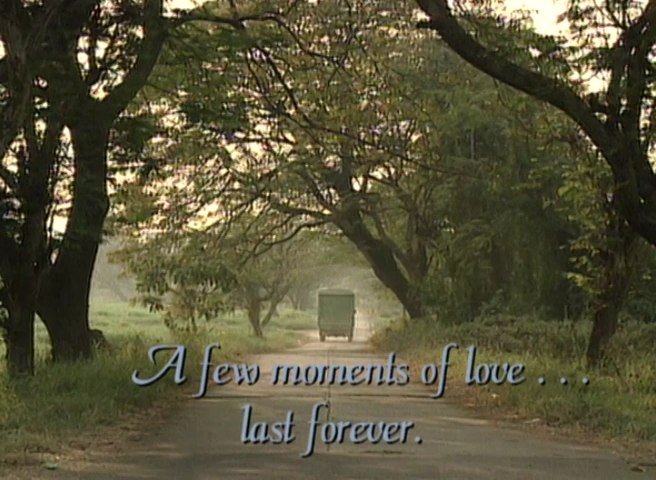 A few moments of love . . .
last forever.